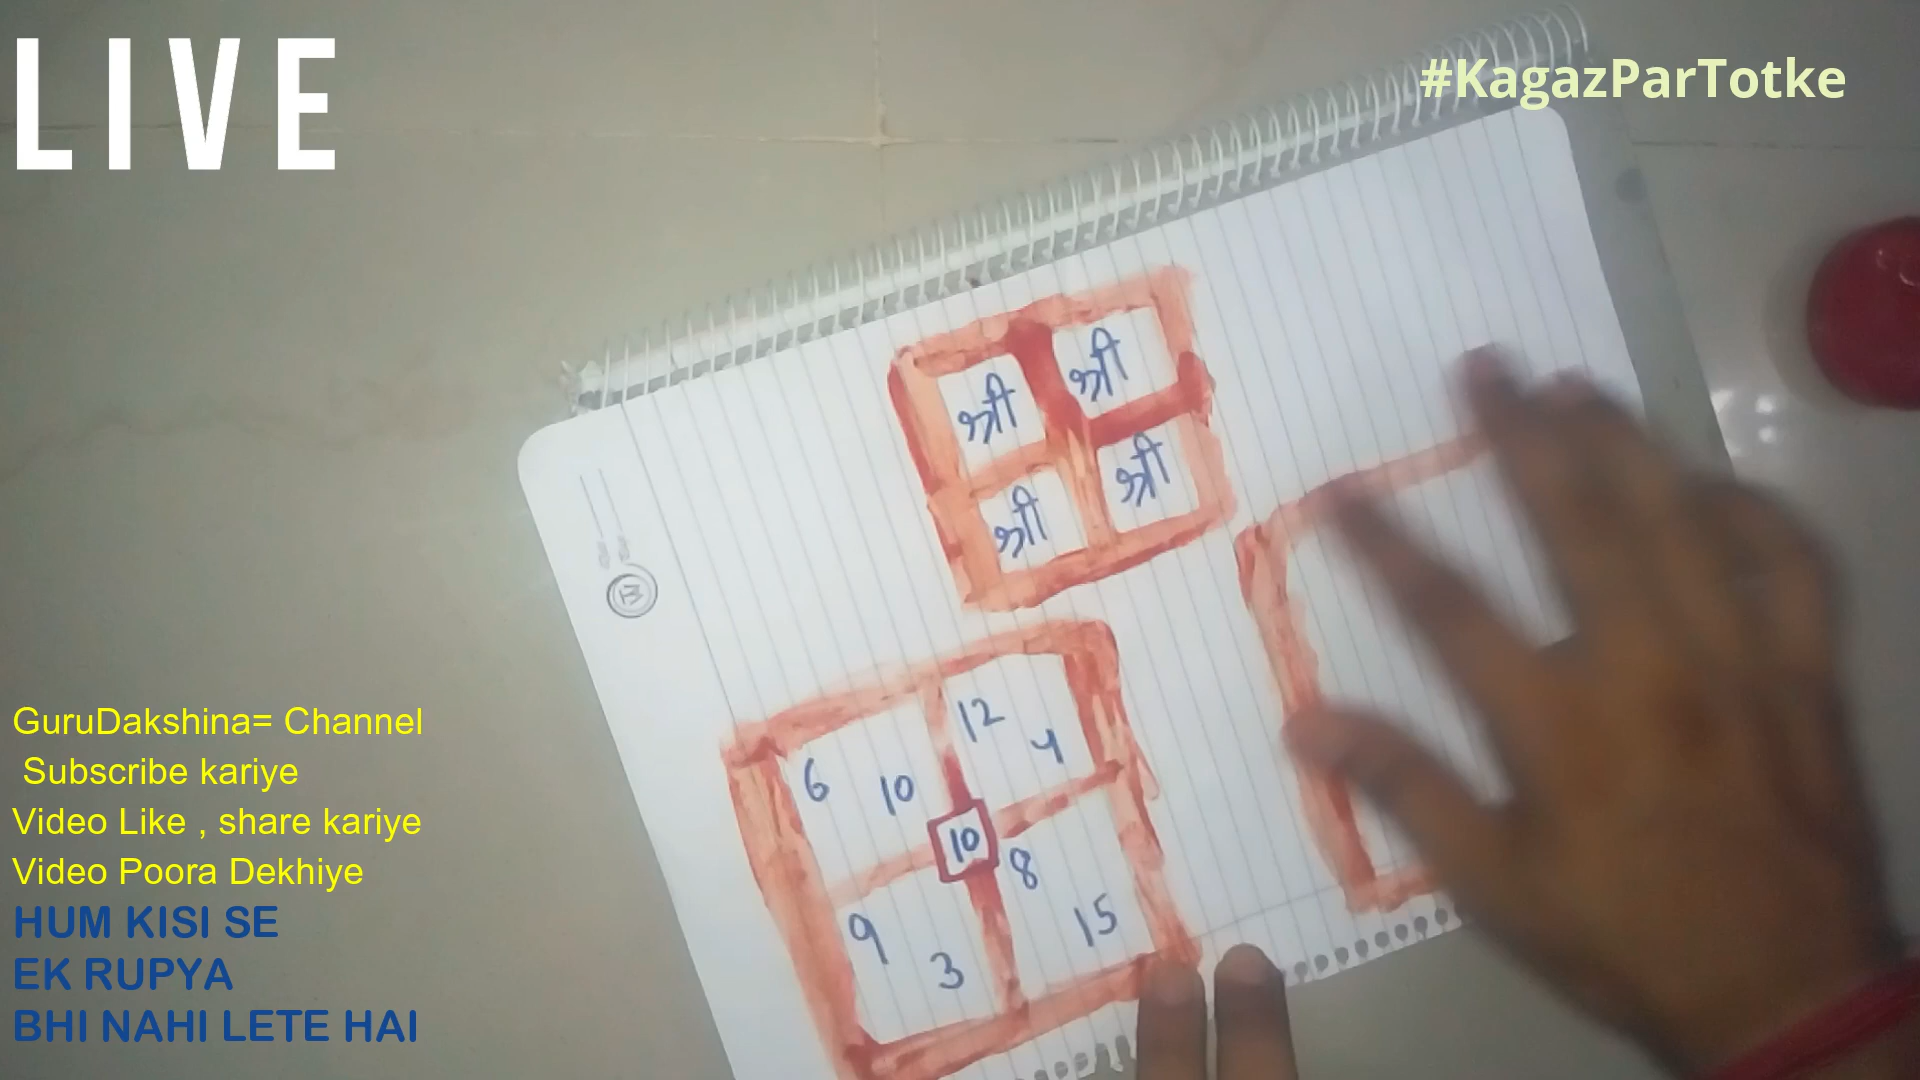 LIVE
#KagazParTotke
श्री श्री
श्री श्री
6 10 12 4
10
9 3 8 15
GuruDakshina= Channel
Subscribe kariye
Video Like , share kariye
Video Poora Dekhiye
HUM KISI SE
EK RUPYA
BHI NAHI LETE HAI